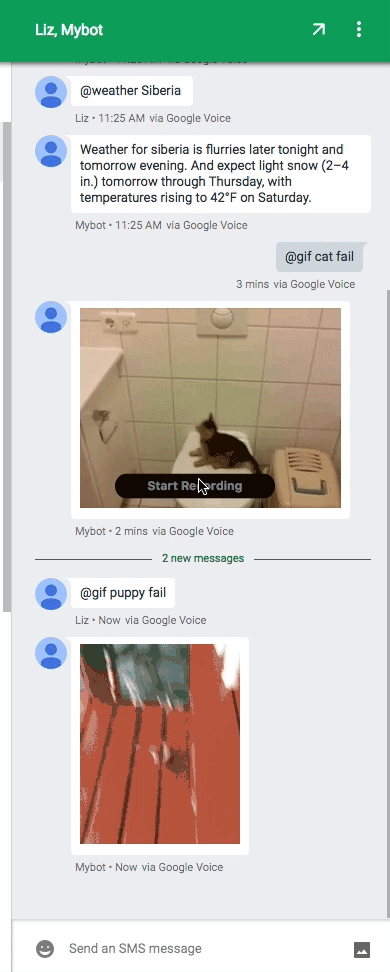 Liz, Mybot
Mybot • 11:25 AM via Google Voice
@weather Siberia
Liz • 11:25 AM via Google Voice
Weather for siberia is flurries later tonight and
tomorrow evening. And expect light snow (2–4
in.) tomorrow through Thursday, with
temperatures rising to 42°F on Saturday.
Mybot • 11:25 AM via Google Voice
@gif cat fail
3 mins via Google Voice
Start Recording
Mybot • 2 mins via Google Voice
2 new messages
@gif puppy fail
Liz • Now via Google Voice
Mybot • Now via Google Voice
Send an SMS message